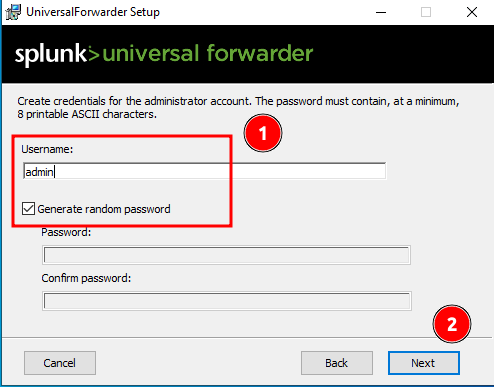 UniversalForwarder Setup
splunk>universal forwarder
Create credentials for the administrator account. The password must contain, at a minimum,
8 printable ASCII characters.
1
Username:
admin
Generate random password
Password:
Confirm password:
2
Cancel
Back
Next